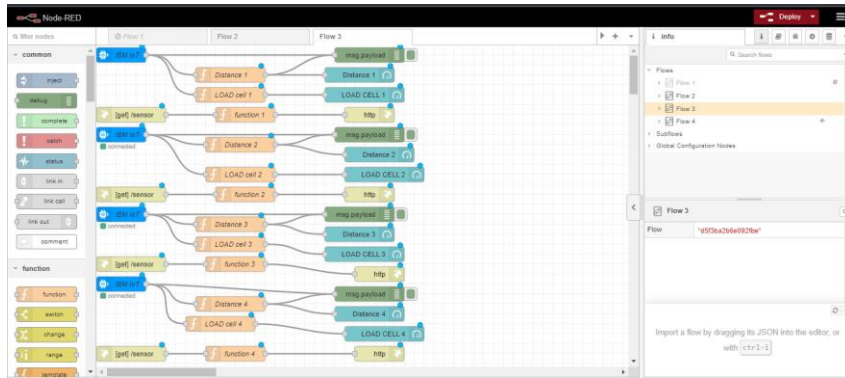 Node-RED
Deploy
filter nodes
Flow 1
Flow 2
Flow 3
info
common
inject
debug
complete
catch
status
link in
link call
link out
comment
function
function
switch
change
range
template
IBM IoT
msg.payload
Distance 1
Distance 1
LOAD cell 1
LOAD CELL 1
[get] /sensor
function 1
http
IBM IoT
connected
msg.payload
Distance 2
Distance 2
LOAD cell 2
LOAD CELL 2
[get] /sensor
function 2
http
IBM IoT
connected
msg.payload
Distance 3
Distance 3
LOAD cell 3
LOAD CELL 3
[get] /sensor
function 3
http
IBM IoT
connected
msg.payload
Distance 4
Distance 4
LOAD cell 4
LOAD CELL 4
[get] /sensor
function 4
http
Search flows
Flows
Flow 1
Flow 2
Flow 3
Flow 4
Subflows
Global Configuration Nodes
Flow 3
Flow
"d5f3ba2b6e892fbe"
Import a flow by dragging its JSON into the editor, or
with ctrl-i